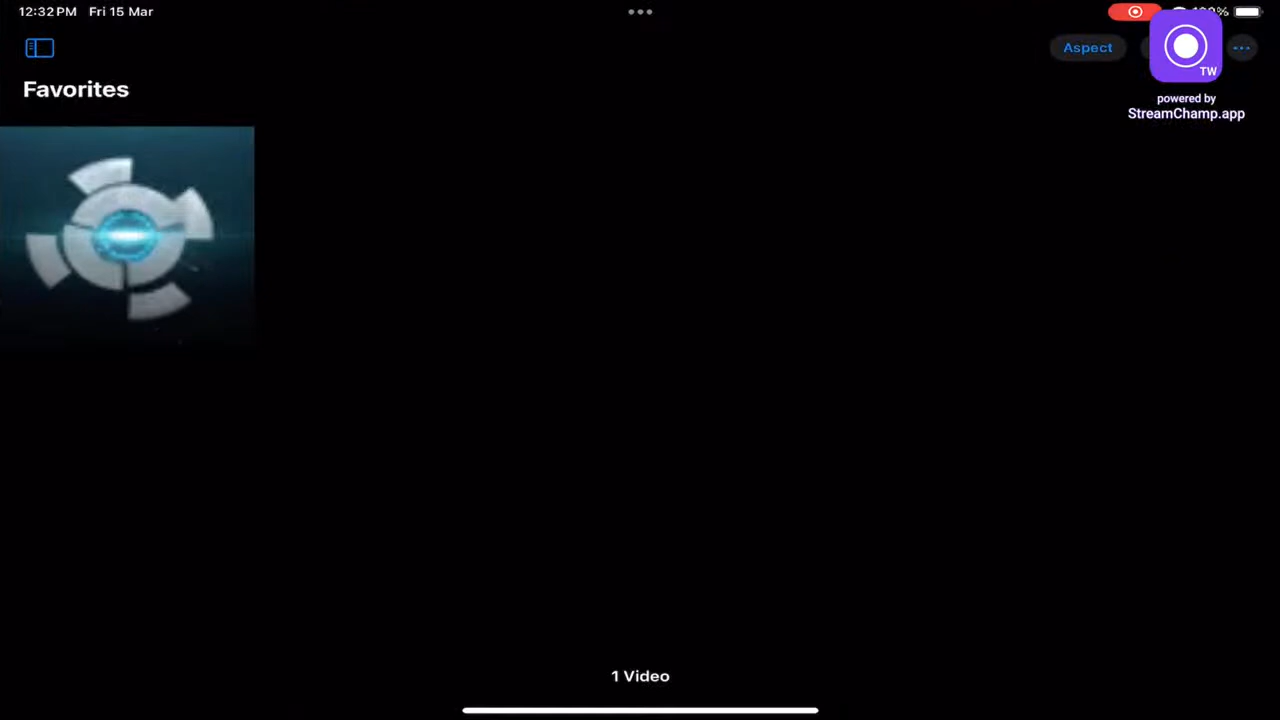 12:32 PM Fri 15 Mar
Aspect
TW
powered by
StreamChamp.app
Favorites
1 Video